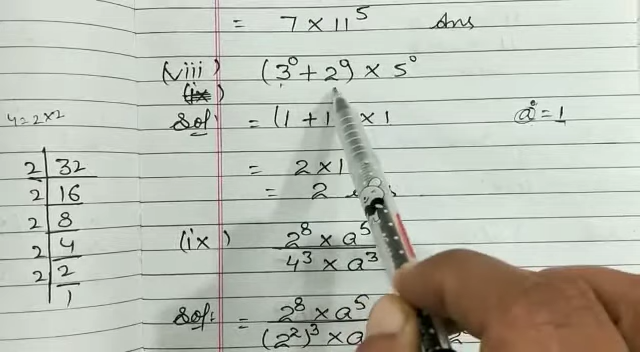 = 7 × 11⁵ Ans
(viii) (3⁰ + 2⁰) × 5⁰
(ix)
4 = 2 × 2
Sol: = (1 + 1 × 1
a⁰ = 1
2 | 32
2 | 16
2 | 8
2 | 4
2 | 2
1
= 2 × 1
= 2
(ix) 2⁸ × a⁵
4³ × a³
Sol: = 2⁸ × a⁵
(2²)³ × a